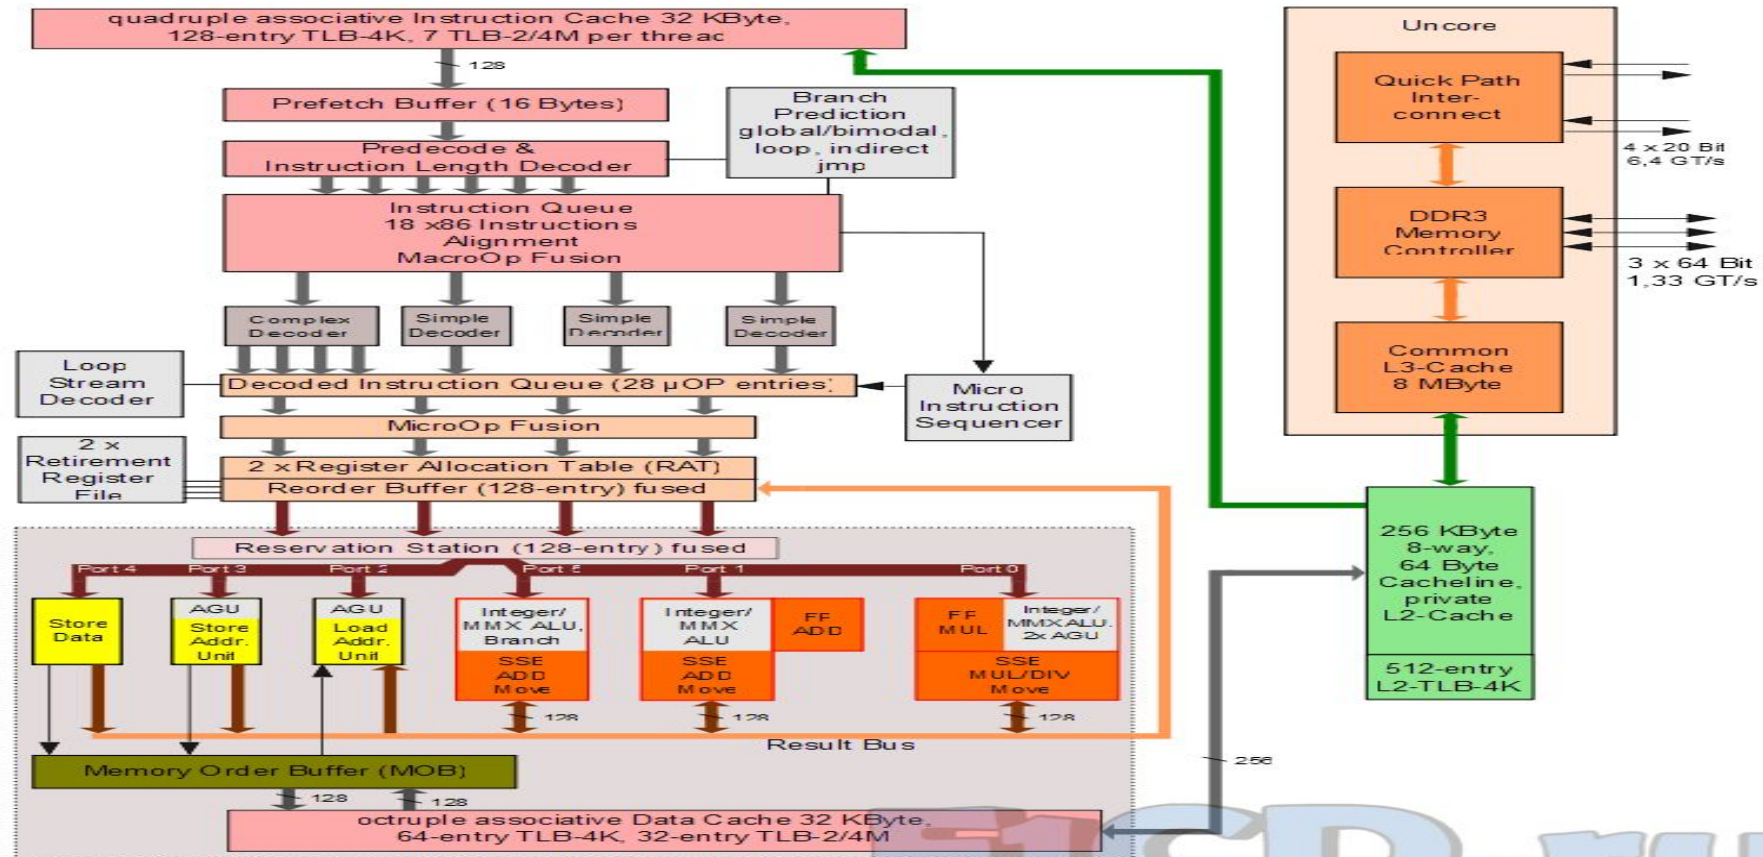 quadruple associative Instruction Cache 32 KByte,
128-entry TLB-4K, 7 TLB-2/4M per thread
128
Prefetch Buffer (16 Bytes)
Predecode &
Instruction Length Decoder
Branch
Prediction
global/bimodal,
loop, indirect
jmp
Instruction Queue
18 x86 Instructions
Alignment
MacroOp Fusion
Complex
Decoder
Simple
Decoder
Simple
Decoder
Simple
Decoder
Loop
Stream
Decoder
Decoded Instruction Queue (28 µOP entries)
Micro
Instruction
Sequencer
MicroOp Fusion
2 x
Retirement
Register
File
2 x Register Allocation Table (RAT)
Reorder Buffer (128-entry) fused
Reservation Station (128-entry) fused
Port 4
Port 3
Port 2
Port 5
Port 1
Port 0
Store
Data
AGU
Store
Addr.
Unit
AGU
Load
Addr.
Unit
Integer/
MMX ALU,
Branch
SSE
ADD
Move
Integer/
MMX
ALU
FP
ADD
SSE
ADD
Move
FP
MUL
Integer/
MMX ALU,
2x AGU
SSE
MUL/DIV
Move
128
128
128
Result Bus
Memory Order Buffer (MOB)
128
128
octruple associative Data Cache 32 KByte,
64-entry TLB-4K, 32-entry TLB-2/4M
256
Uncore
Quick Path
Inter-
connect
4 x 20 Bit
6,4 GT/s
DDR3
Memory
Controller
3 x 64 Bit
1,33 GT/s
Common
L3-Cache
8 MByte
256 KByte
8-way,
64 Byte
Cacheline,
private
L2-Cache
512-entry
L2-TLB-4K